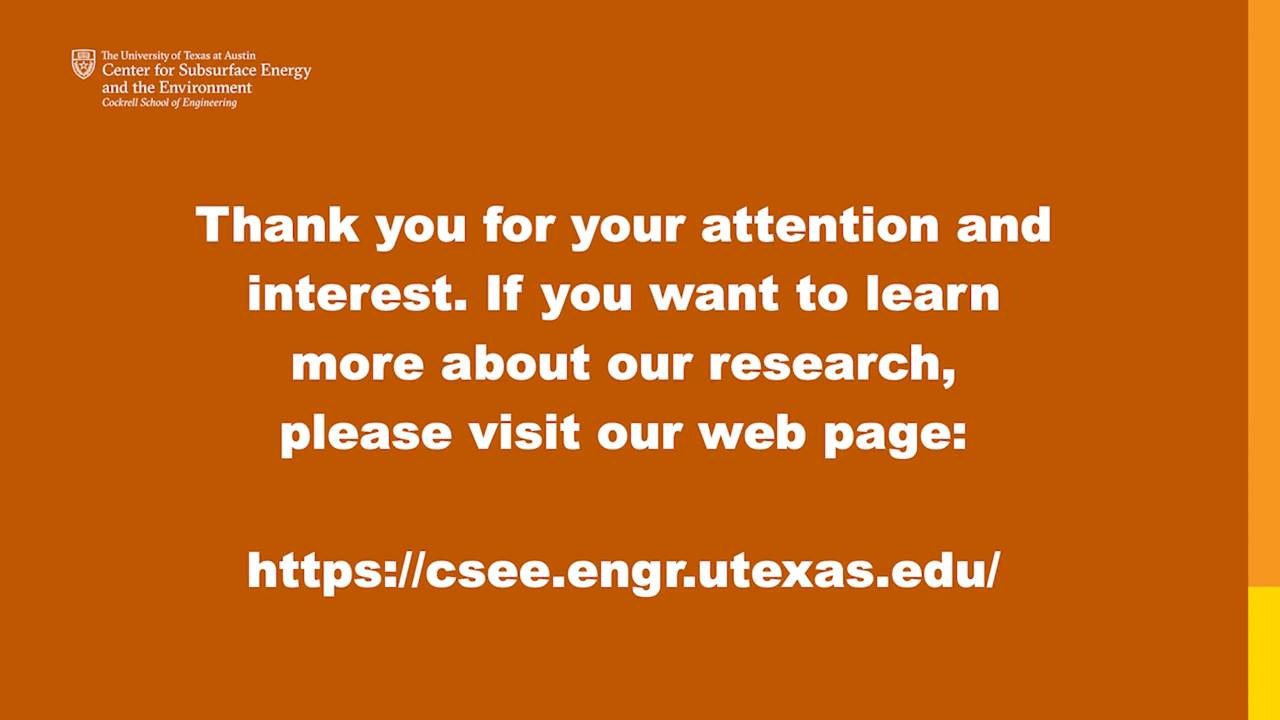 The University of Texas at Austin
Center for Subsurface Energy
and the Environment
Cockrell School of Engineering
Thank you for your attention and
interest. If you want to learn
more about our research,
please visit our web page:
https://csee.engr.utexas.edu/